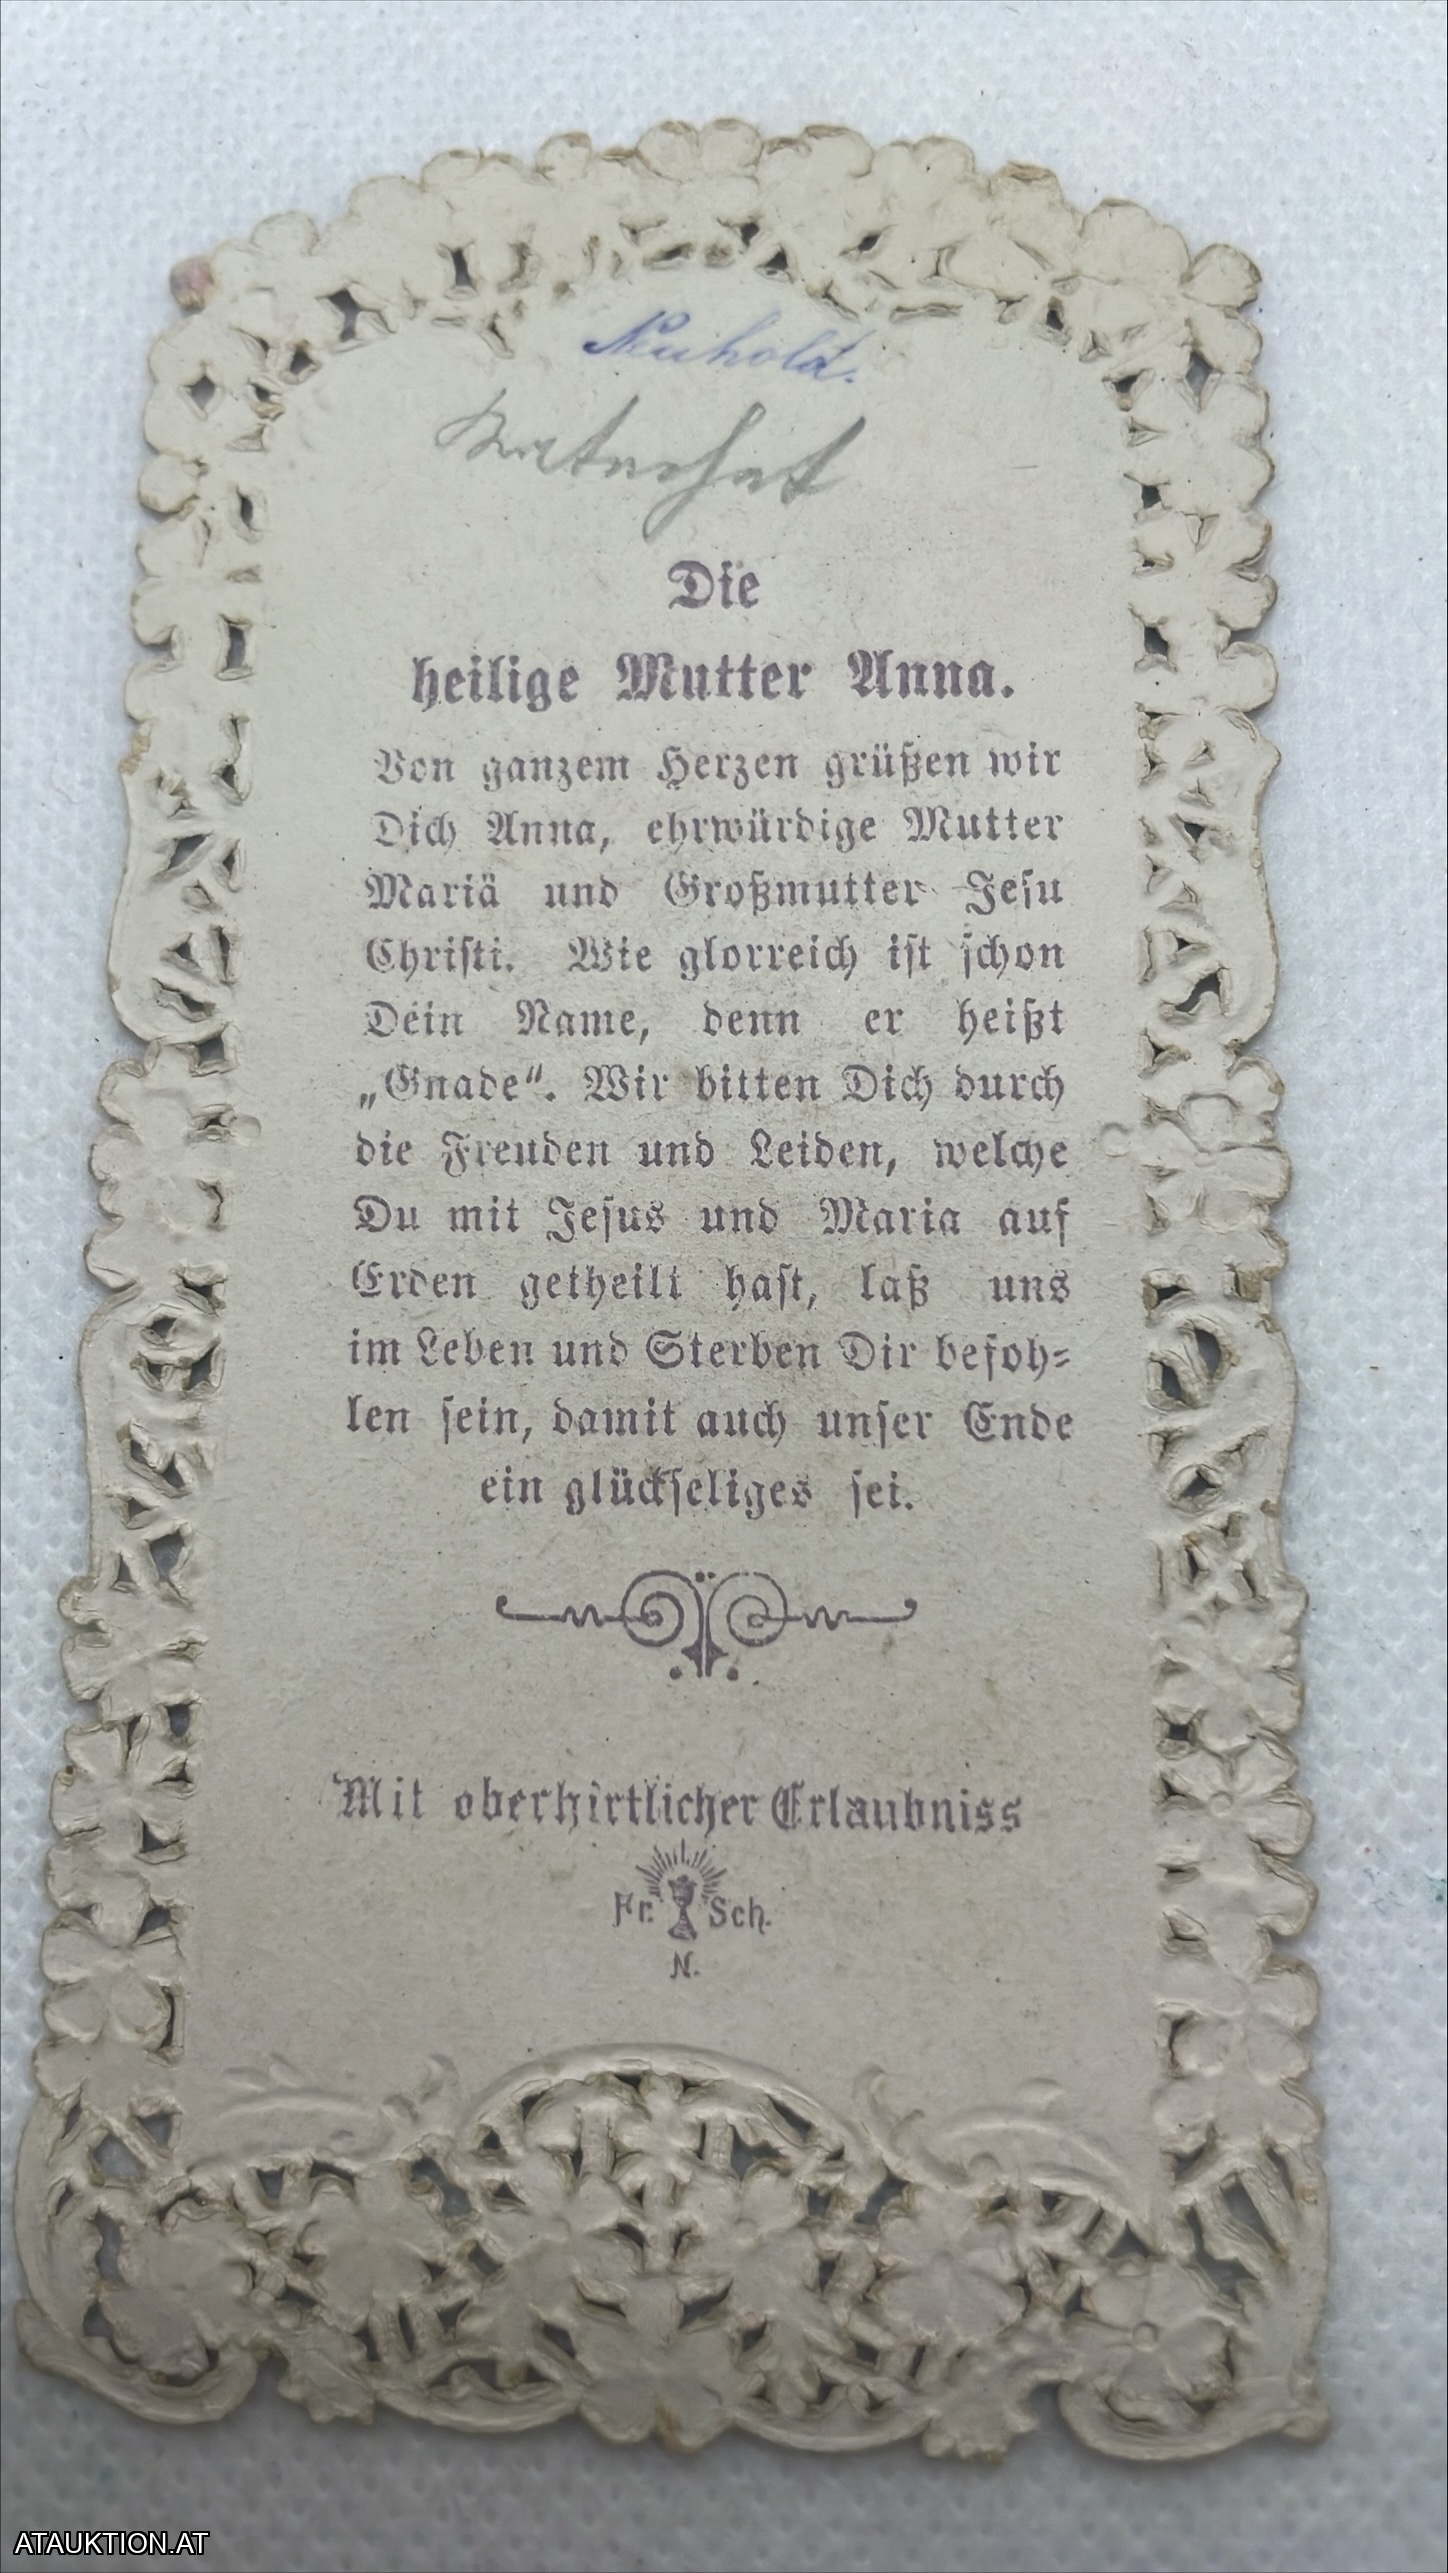 Neuhold.
Die
heilige Mutter Anna.
Von ganzem Herzen grüßen wir
Dich Anna, ehrwürdige Mutter
Mariä und Großmutter Jesu
Christi. Wie glorreich ist schon
Dein Name, denn er heißt
„Gnade“. Wir bitten Dich durch
die Freuden und Leiden, welche
Du mit Jesus und Maria auf
Erden getheilt hast, laß uns
im Leben und Sterben Dir befoh-
len sein, damit auch unser Ende
ein glückseliges sei.
Mit oberhirtlicher Erlaubniss
Fr. Sch.
N.
ATAUKTION.AT